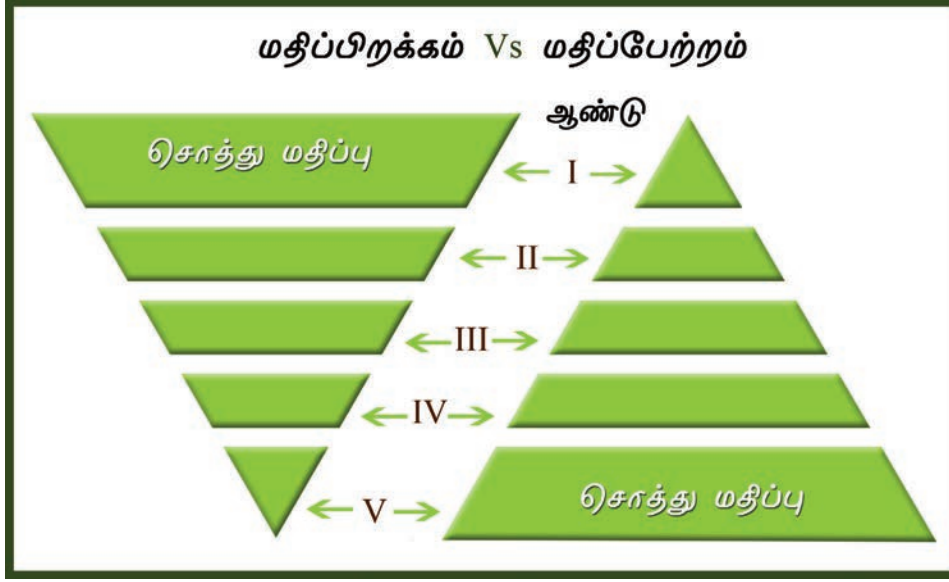 மதிப்பிறக்கம் Vs மதிப்பேற்றம்
ஆண்டு
சொத்து மதிப்பு
I
II
III
IV
V
சொத்து மதிப்பு